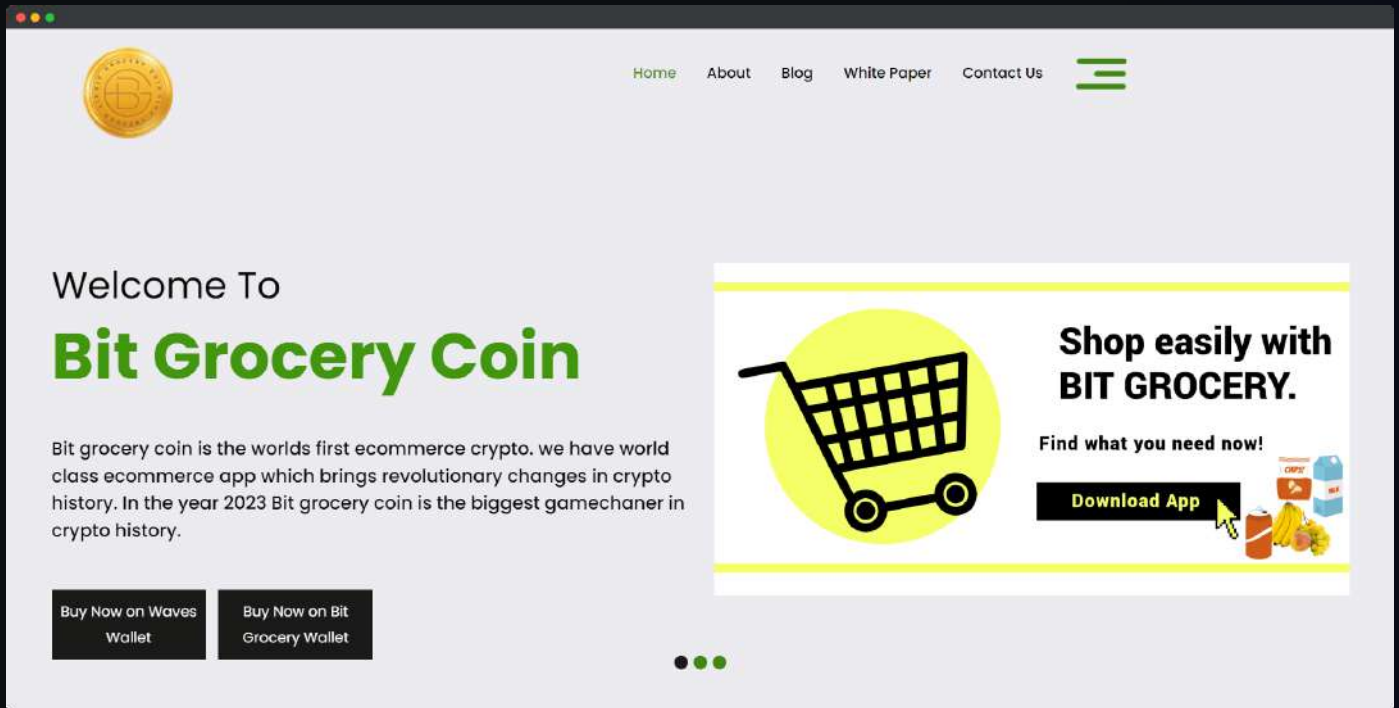 Home About Blog White Paper Contact Us
Welcome To
Bit Grocery Coin
Bit grocery coin is the worlds first ecommerce crypto. we have world
class ecommerce app which brings revolutionary changes in crypto
history. In the year 2023 Bit grocery coin is the biggest gamechaner in
crypto history.
Buy Now on Waves
Wallet
Buy Now on Bit
Grocery Wallet
Shop easily with
BIT GROCERY.
Find what you need now!
Download App
CHIPS!
MILK